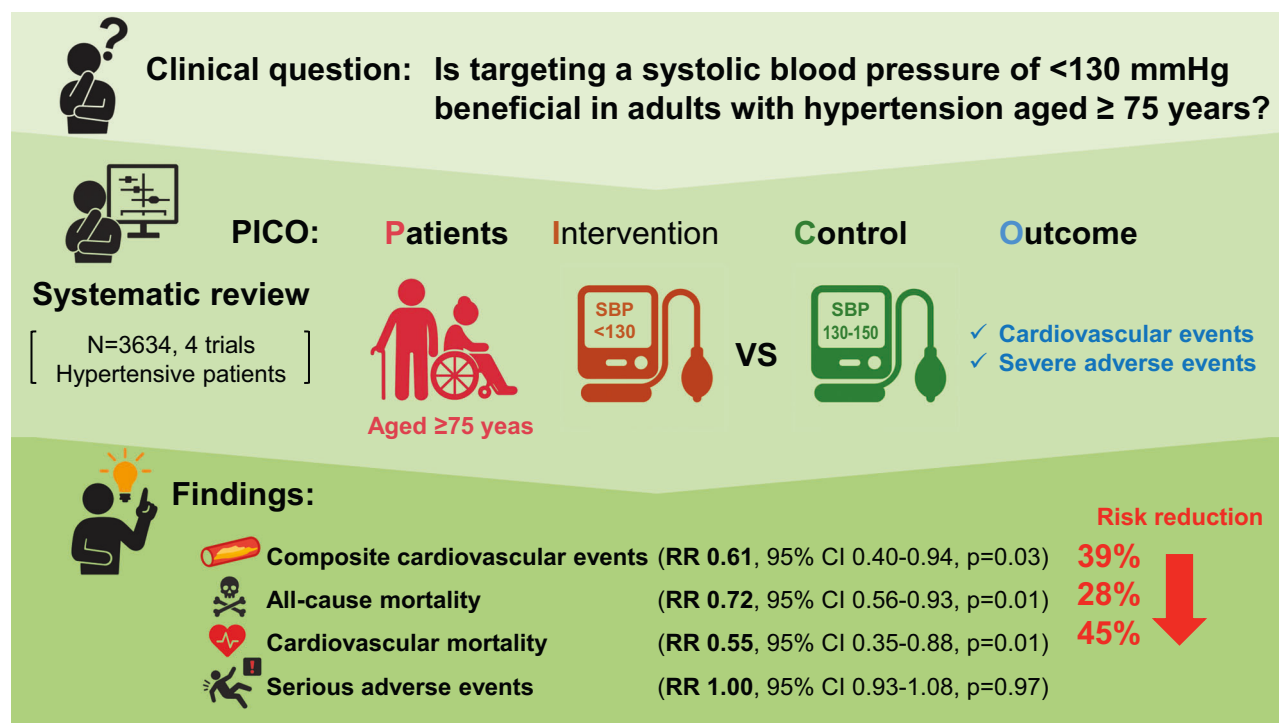 ?
Clinical question: Is targeting a systolic blood pressure of <130 mmHg
beneficial in adults with hypertension aged ≥ 75 years?
PICO: Patients Intervention Control Outcome
Systematic review
N=3634, 4 trials
Hypertensive patients
Aged ≥75 yeas
SBP
<130
VS
SBP
130-150
✓ Cardiovascular events
✓ Severe adverse events
Findings:
Risk reduction
Composite cardiovascular events (RR 0.61, 95% CI 0.40-0.94, p=0.03) 39%
All-cause mortality (RR 0.72, 95% CI 0.56-0.93, p=0.01) 28%
Cardiovascular mortality (RR 0.55, 95% CI 0.35-0.88, p=0.01) 45%
!
Serious adverse events (RR 1.00, 95% CI 0.93-1.08, p=0.97)